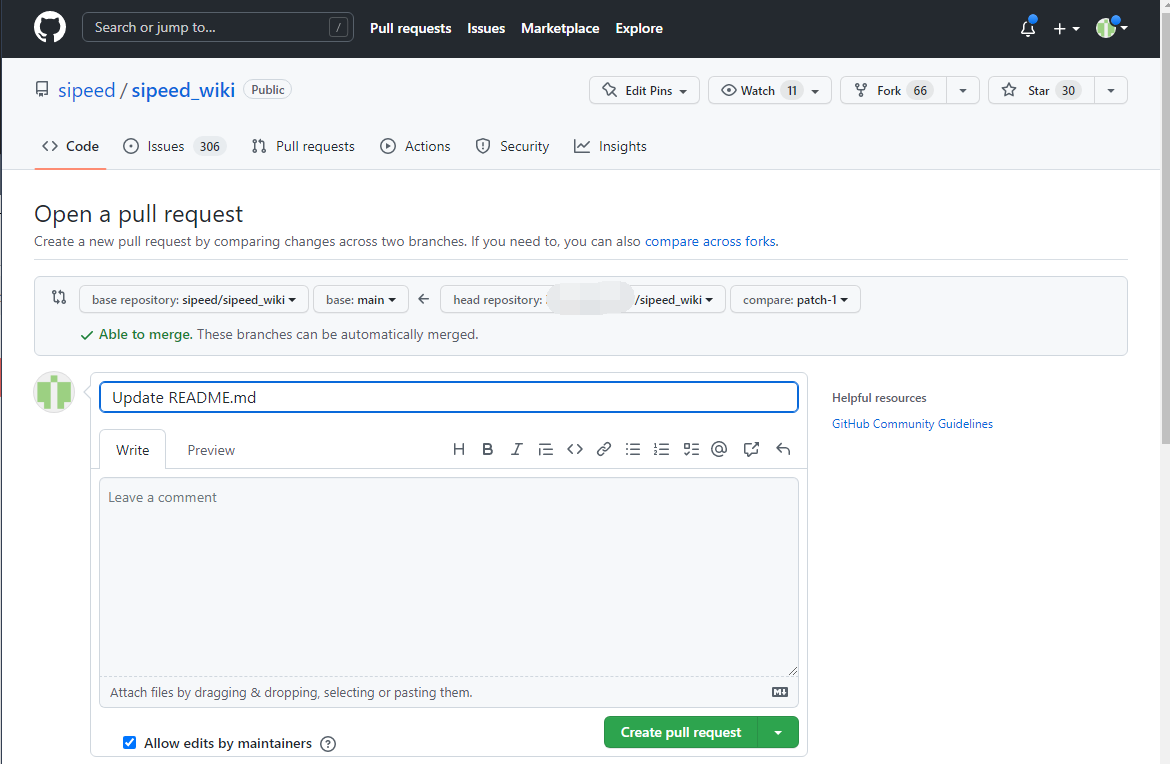 Search or jump to... / Pull requests Issues Marketplace Explore
sipeed / sipeed_wiki Public Edit Pins Watch 11 Fork 66 Star 30
Code Issues 306 Pull requests Actions Security Insights
Open a pull request
Create a new pull request by comparing changes across two branches. If you need to, you can also compare across forks.
base repository: sipeed/sipeed_wiki base: main head repository: /sipeed_wiki compare: patch-1
Able to merge. These branches can be automatically merged.
Update README.md
Helpful resources
GitHub Community Guidelines
Write Preview
Leave a comment
Attach files by dragging & dropping, selecting or pasting them.
Allow edits by maintainers ? Create pull request